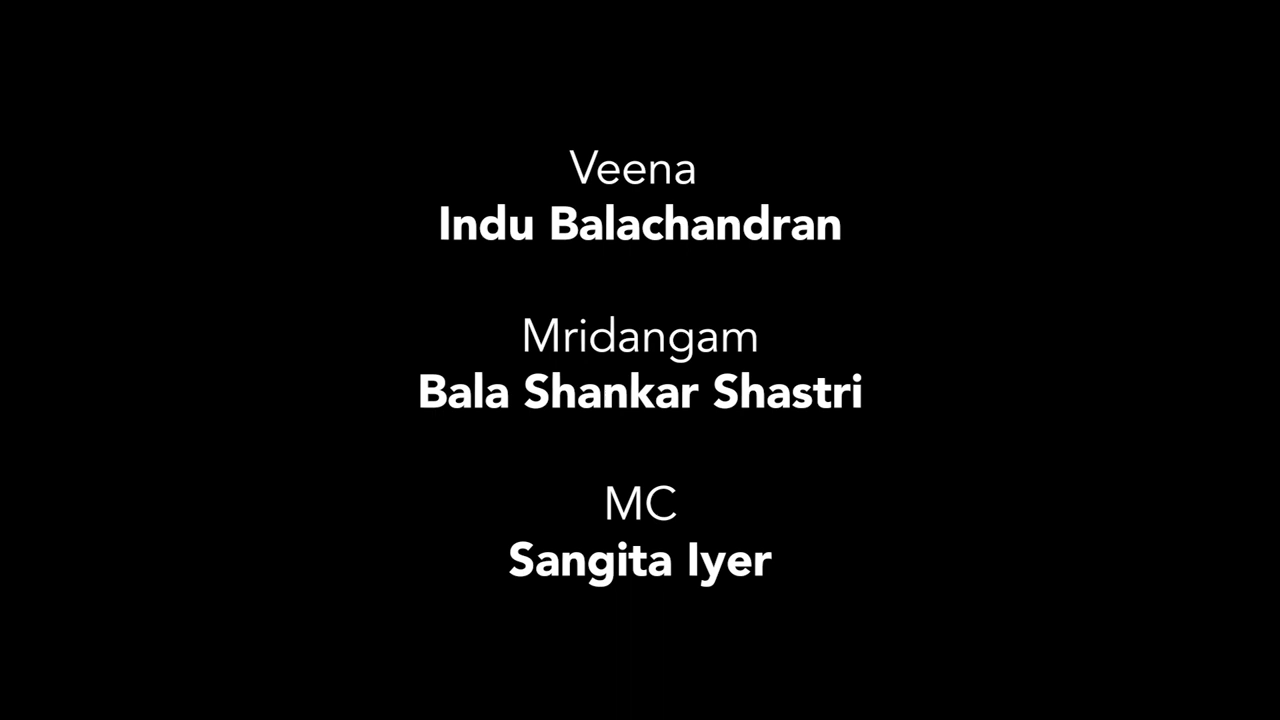 Veena
Indu Balachandran
Mridangam
Bala Shankar Shastri
MC
Sangita Iyer